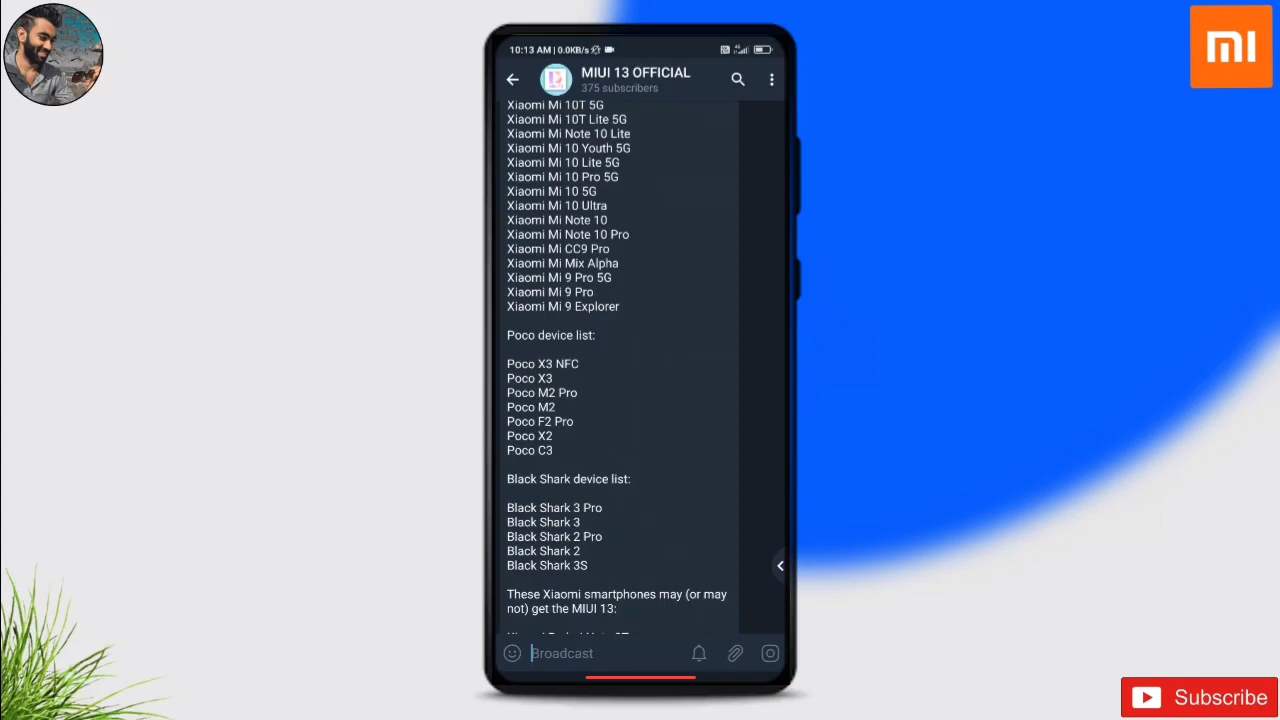 10:13 AM | 0.0KB/s
MIUI 13 OFFICIAL
375 subscribers
Xiaomi Mi 10T 5G
Xiaomi Mi 10T Lite 5G
Xiaomi Mi Note 10 Lite
Xiaomi Mi 10 Youth 5G
Xiaomi Mi 10 Lite 5G
Xiaomi Mi 10 Pro 5G
Xiaomi Mi 10 5G
Xiaomi Mi 10 Ultra
Xiaomi Mi Note 10
Xiaomi Mi Note 10 Pro
Xiaomi Mi CC9 Pro
Xiaomi Mi Mix Alpha
Xiaomi Mi 9 Pro 5G
Xiaomi Mi 9 Pro
Xiaomi Mi 9 Explorer
Poco device list:
Poco X3 NFC
Poco X3
Poco M2 Pro
Poco M2
Poco F2 Pro
Poco X2
Poco C3
Black Shark device list:
Black Shark 3 Pro
Black Shark 3
Black Shark 2 Pro
Black Shark 2
Black Shark 3S
These Xiaomi smartphones may (or may
not) get the MIUI 13:
Broadcast
mi
Subscribe